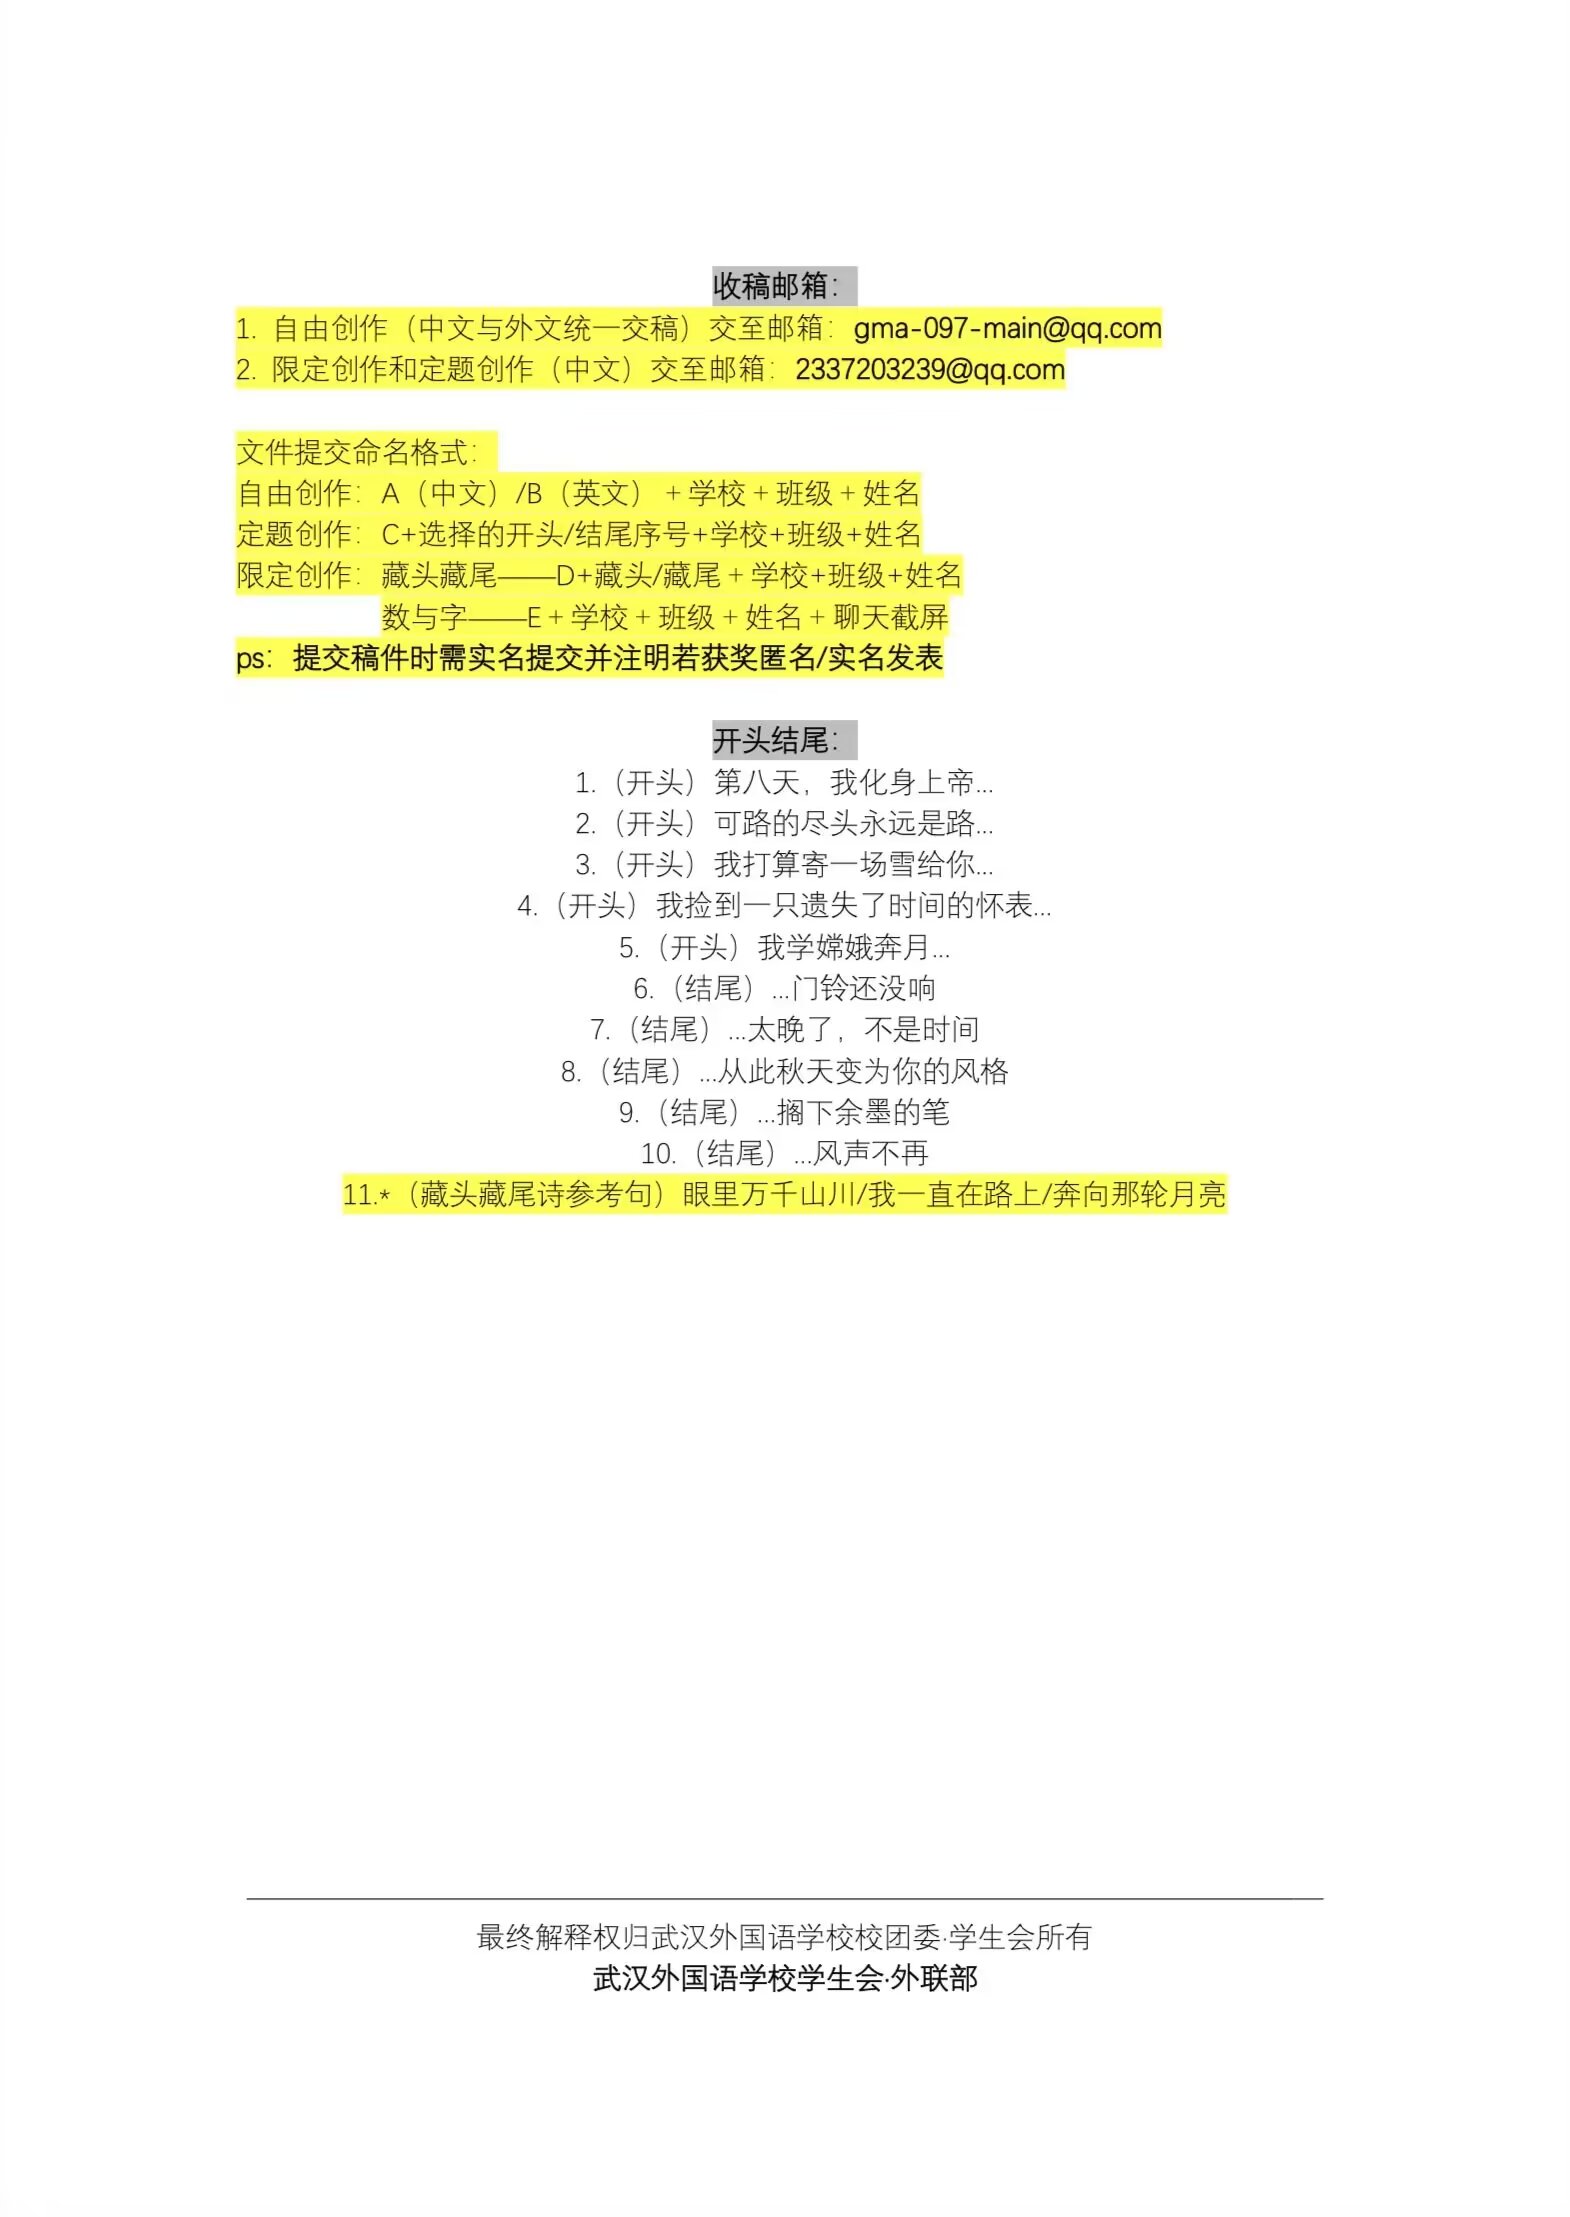 收稿邮箱：
1. 自由创作（中文与外文统一交稿）交至邮箱：gma-097-main@qq.com
2. 限定创作和定题创作（中文）交至邮箱：2337203239@qq.com
文件提交命名格式：
自由创作：A（中文）/B（英文）+学校+班级+姓名
定题创作：C+选择的开头/结尾序号+学校+班级+姓名
限定创作：藏头藏尾——D+藏头/藏尾+学校+班级+姓名
数与字——E+学校+班级+姓名+聊天截屏
ps：提交稿件时需实名提交并注明若获奖匿名/实名发表
开头结尾：
1.（开头）第八天，我化身上帝...
2.（开头）可路的尽头永远是路...
3.（开头）我打算寄一场雪给你...
4.（开头）我捡到一只遗失了时间的怀表...
5.（开头）我学嫦娥奔月...
6.（结尾）...门铃还没响
7.（结尾）...太晚了，不是时间
8.（结尾）...从此秋天变为你的风格
9.（结尾）...搁下余墨的笔
10.（结尾）...风声不再
11.*（藏头藏尾诗参考句）眼里万千山川/我一直在路上/奔向那轮月亮
最终解释权归武汉外国语学校校团委·学生会所有
武汉外国语学校学生会·外联部